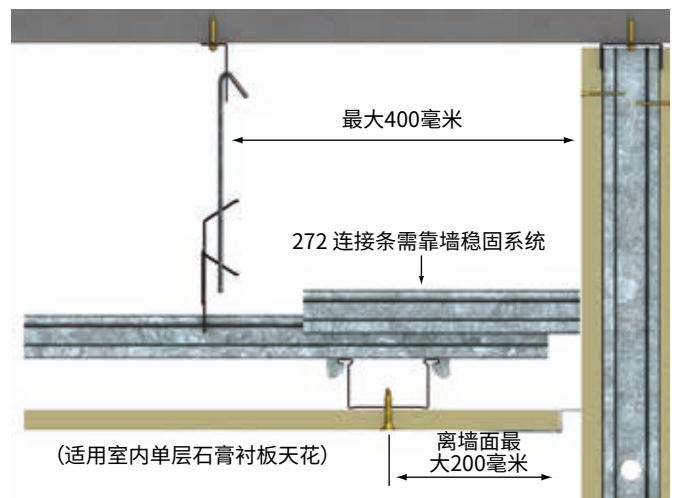 最大400毫米
272 连接条需靠墙稳固系统
(适用室内单层石膏衬板天花)
离墙面最
大200毫米